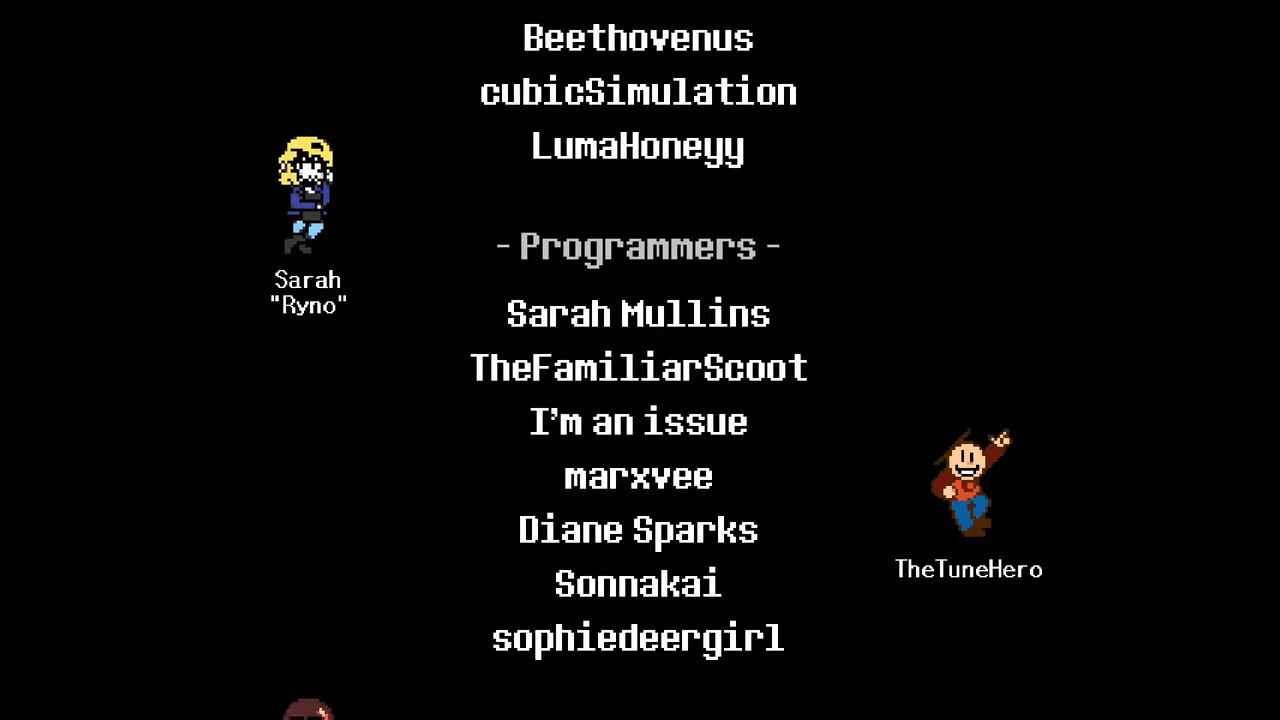 Beethovenus
cubicSimulation
LumaHoneyy
- Programmers -
Sarah
"Ryno"
Sarah Mullins
TheFamiliarScoot
I'm an issue
marxvee
Diane Sparks
TheTuneHero
Sonnakai
sophiedeergirl